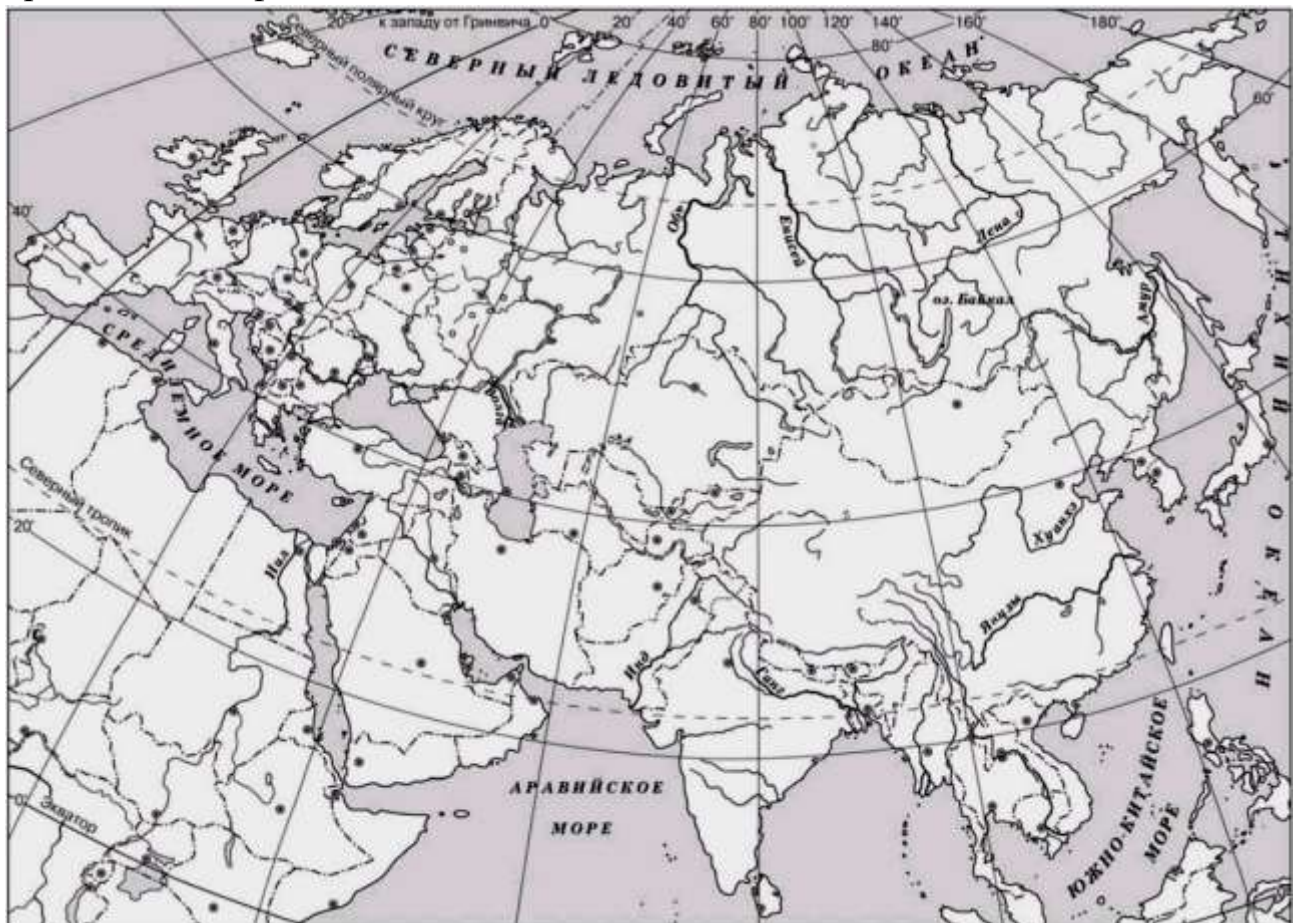 к западу от Гринвича
20°
0°
20°
40°
60°
80°
100°
120°
140°
160°
180°
80°
60°
Северный полярный круг
СЕВЕРНЫЙ ЛЕДОВИТЫЙ ОКЕАН
40°
Обь
Енисей
Лена
оз. Байкал
Амур
ТИХИЙ ОКЕАН
СРЕДИЗЕМНОЕ МОРЕ
Волга
Северный тропик
20°
Нил
Хуанхэ
Янцзы
Инд
Ганг
АРАВИЙСКОЕ
МОРЕ
ЮЖНО-КИТАЙСКОЕ
МОРЕ
0°
Экватор